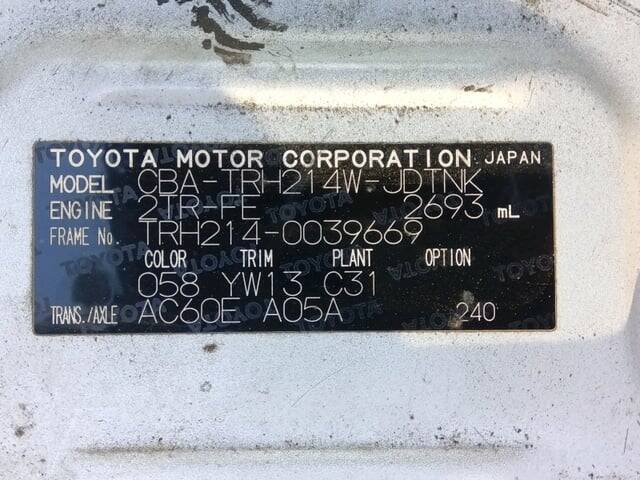 TOYOTA MOTOR CORPORATION JAPAN
MODEL CBA-TRH214W-JDTNK
ENGINE 2TR-FE 2693 mL
FRAME No. TRH214-0039669
COLOR TRIM PLANT OPTION
058 YW13 C31
TRANS./AXLE AC60E A05A 240